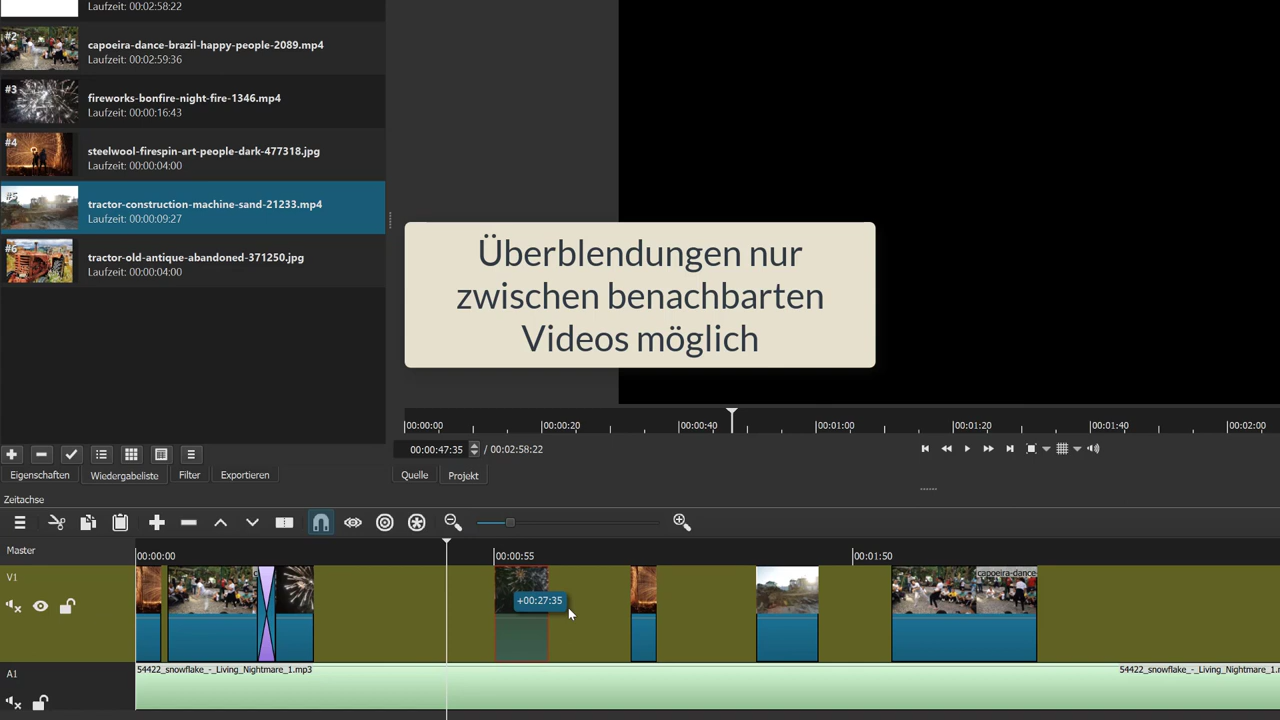 Laufzeit: 00:02:58:22
#2
capoeira-dance-brazil-happy-people-2089.mp4
Laufzeit: 00:02:59:36
#3
fireworks-bonfire-night-fire-1346.mp4
Laufzeit: 00:00:16:43
#4
steelwool-firespin-art-people-dark-477318.jpg
Laufzeit: 00:00:04:00
#5
tractor-construction-machine-sand-21233.mp4
Laufzeit: 00:00:09:27
#6
tractor-old-antique-abandoned-371250.jpg
Laufzeit: 00:00:04:00
Überblendungen nur
zwischen benachbarten
Videos möglich
00:00:00 00:00:20 00:00:40 00:01:00 00:01:20 00:01:40 00:02:00
00:00:47:35 / 00:02:58:22
Eigenschaften Wiedergabeliste Filter Exportieren
Quelle Projekt
Zeitachse
Master
00:00:00 00:00:55 00:01:50
V1
capoeira-dance
+00:27:35
A1
54422_snowflake_-_Living_Nightmare_1.mp3 54422_snowflake_-_Living_Nightmare_1.m